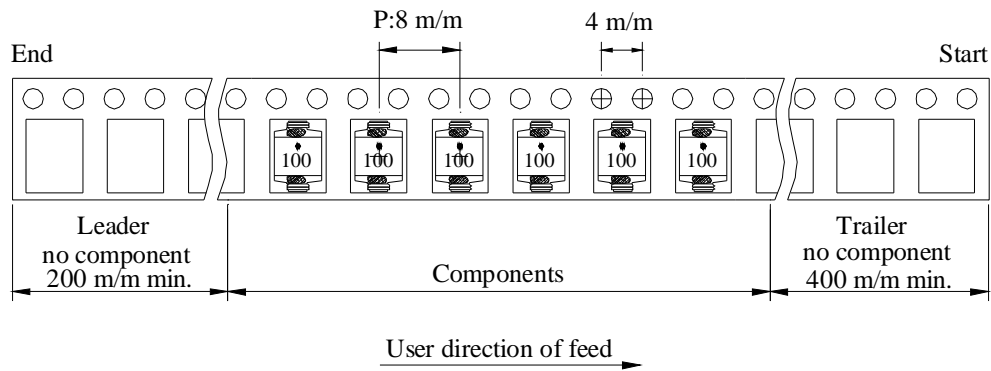 P:8 m/m
4 m/m
End
Start
100 100 100 100 100 100
Leader
no component
200 m/m min.
Components
Trailer
no component
400 m/m min.
User direction of feed